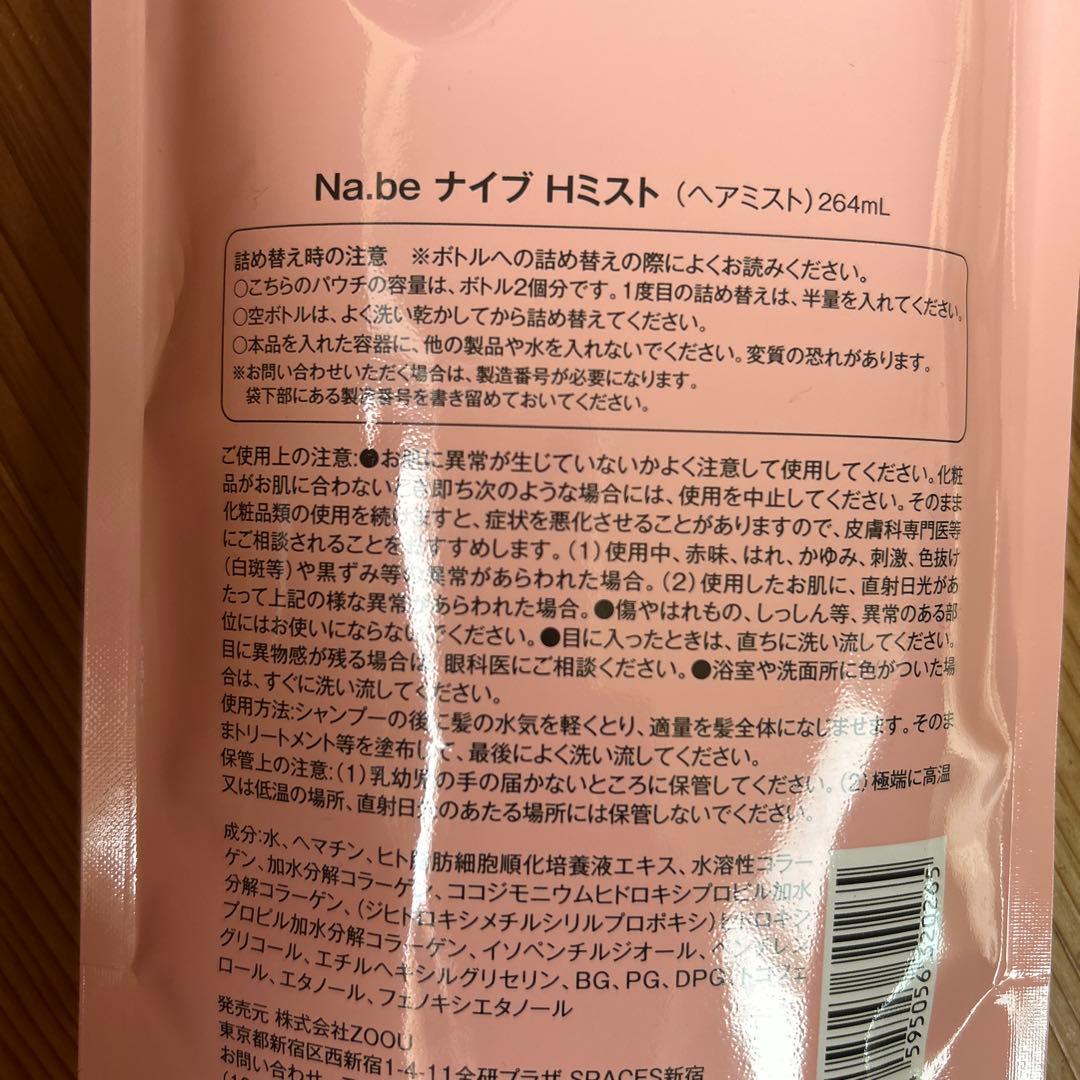 Na.be ナイブ Hミスト（ヘアミスト）264mL
詰め替え時の注意　※ボトルへの詰め替えの際によくお読みください。
○こちらのパウチの容量は、ボトル2個分です。1度目の詰め替えは、半量を入れてください。
○空ボトルは、よく洗い乾かしてから詰め替えてください。
○本品を入れた容器に、他の製品や水を入れないでください。変質の恐れがあります。
※お問い合わせいただく場合は、製造番号が必要になります。
袋下部にある製造番号を書き留めておいてください。
ご使用上の注意:●お肌に異常が生じていないかよく注意して使用してください。化粧
品がお肌に合わないとき即ち次のような場合には、使用を中止してください。そのまま
化粧品類の使用を続けますと、症状を悪化させることがありますので、皮膚科専門医等
にご相談されることをおすすめします。（1）使用中、赤味、はれ、かゆみ、刺激、色抜け
（白斑等）や黒ずみ等の異常があらわれた場合。（2）使用したお肌に、直射日光があ
たって上記の様な異常があらわれた場合。●傷やはれもの、しっしん等、異常のある部
位にはお使いにならないでください。●目に入ったときは、直ちに洗い流してください。
目に異物感が残る場合は、眼科医にご相談ください。●浴室や洗面所に色がついた場
合は、すぐに洗い流してください。
使用方法:シャンプーの後に髪の水気を軽くとり、適量を髪全体になじませます。そのま
まトリートメント等を塗布して、最後によく洗い流してください。
保管上の注意:（1）乳幼児の手の届かないところに保管してください。（2）極端に高温
又は低温の場所、直射日光のあたる場所には保管しないでください。
成分:水、ヘマチン、ヒト脂肪細胞順化培養液エキス、水溶性コラー
ゲン、加水分解コラーゲン、ココジモニウムヒドロキシプロピル加水
分解コラーゲン、（ジヒドロキシメチルシリルプロポキシ）ヒドロキシ
プロピル加水分解コラーゲン、イソペンチルジオール、ペンチレン
グリコール、エチルヘキシルグリセリン、BG、PG、DPG、トコフェ
ロール、エタノール、フェノキシエタノール
発売元 株式会社ZOOU
東京都新宿区西新宿1-4-11全研プラザ SPACES新宿
お問い合わせ
595056 320265